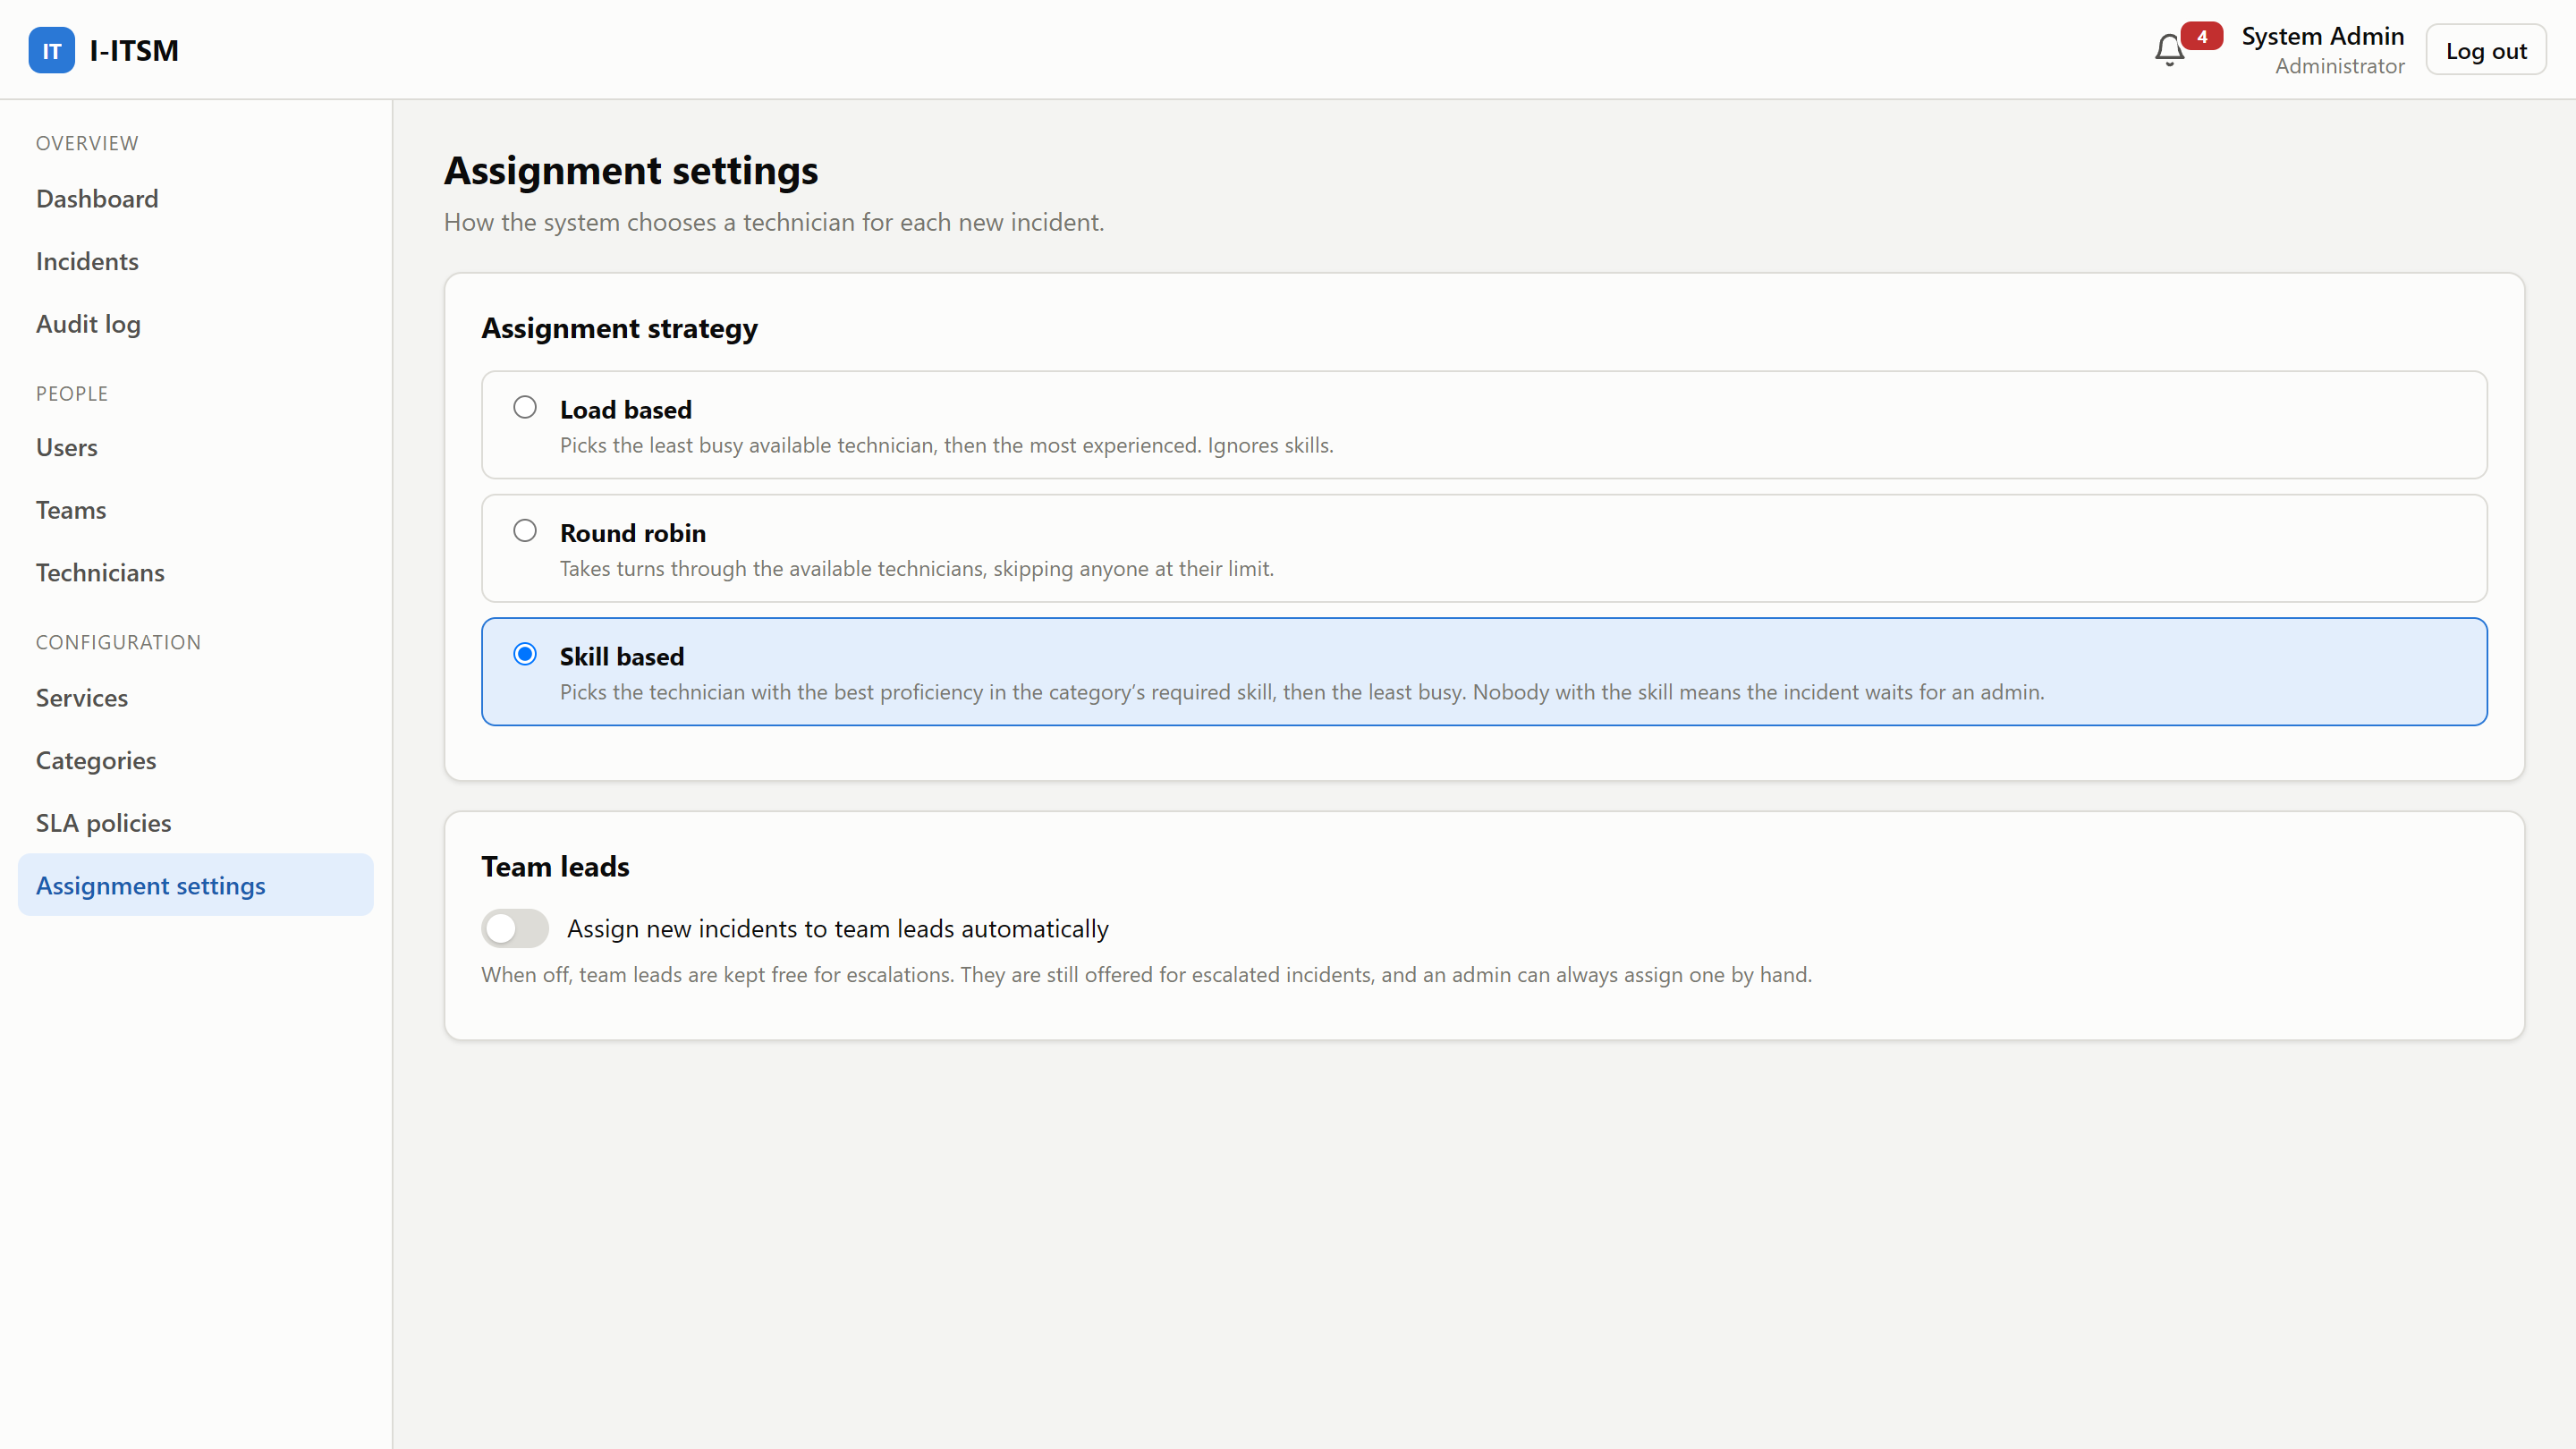 IT I-ITSM
4
System Admin
Administrator
Log out
OVERVIEW
Dashboard
Incidents
Audit log
PEOPLE
Users
Teams
Technicians
CONFIGURATION
Services
Categories
SLA policies
Assignment settings
Assignment settings
How the system chooses a technician for each new incident.
Assignment strategy
Load based
Picks the least busy available technician, then the most experienced. Ignores skills.
Round robin
Takes turns through the available technicians, skipping anyone at their limit.
Skill based
Picks the technician with the best proficiency in the category’s required skill, then the least busy. Nobody with the skill means the incident waits for an admin.
Team leads
Assign new incidents to team leads automatically
When off, team leads are kept free for escalations. They are still offered for escalated incidents, and an admin can always assign one by hand.